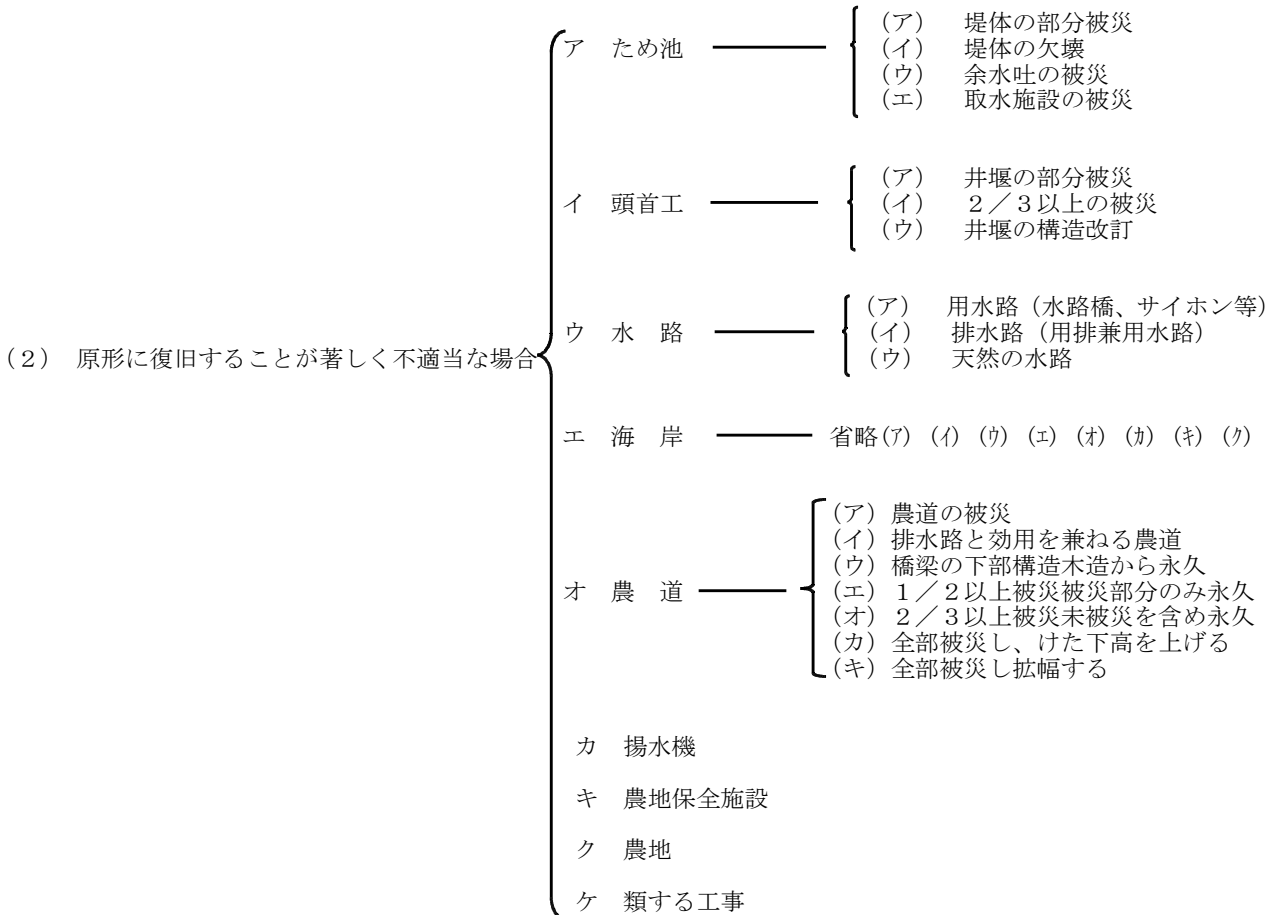 （２）　原形に復旧することが著しく不適当な場合
ア　ため池
（ア）　堤体の部分被災
（イ）　堤体の欠壊
（ウ）　余水吐の被災
（エ）　取水施設の被災
イ　頭首工
（ア）　井堰の部分被災
（イ）　２／３以上の被災
（ウ）　井堰の構造改訂
ウ　水　路
（ア）　用水路（水路橋、サイホン等）
（イ）　排水路（用排兼用水路）
（ウ）　天然の水路
エ　海　岸　省略(ｱ)　(ｲ)　(ｳ)　(ｴ)　(ｵ)　(ｶ)　(ｷ)　(ｸ)
オ　農　道
（ア）農道の被災
（イ）排水路と効用を兼ねる農道
（ウ）橋梁の下部構造木造から永久
（エ）１／２以上被災被災部分のみ永久
（オ）２／３以上被災未被災を含め永久
（カ）全部被災し、けた下高を上げる
（キ）全部被災し拡幅する
カ　揚水機
キ　農地保全施設
ク　農地
ケ　類する工事